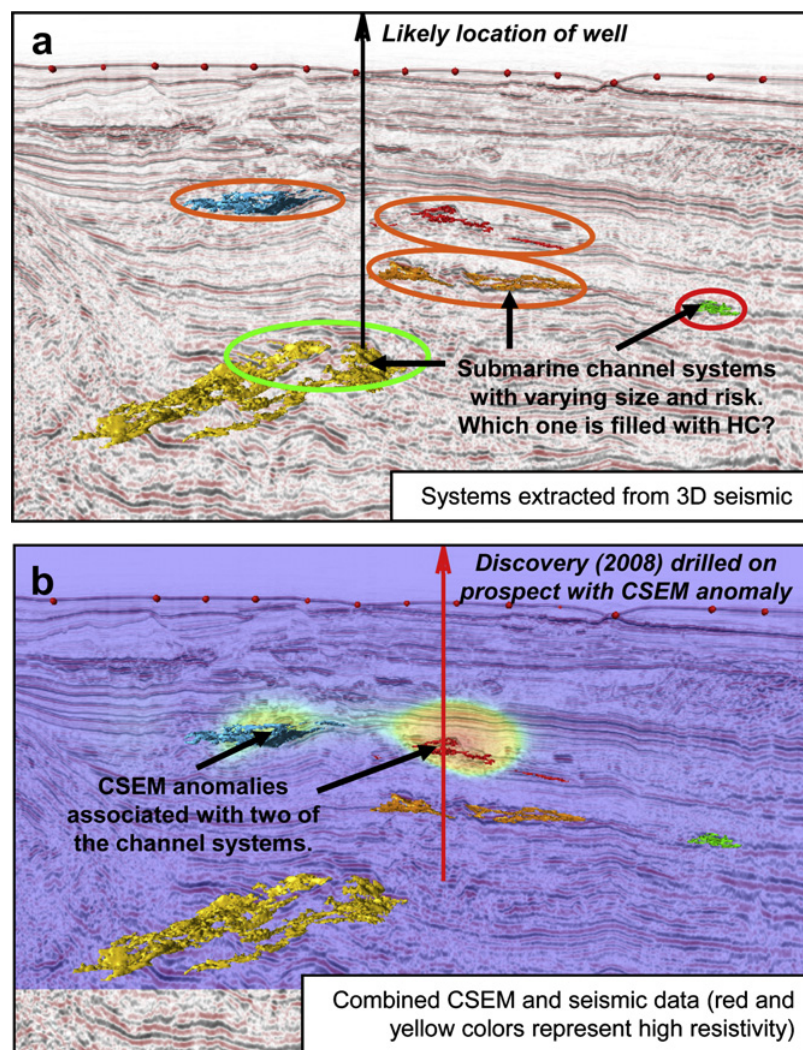 a
Likely location of well
Submarine channel systems
with varying size and risk.
Which one is filled with HC?
Systems extracted from 3D seismic
b
Discovery (2008) drilled on
prospect with CSEM anomaly
CSEM anomalies
associated with two of
the channel systems.
Combined CSEM and seismic data (red and
yellow colors represent high resistivity)